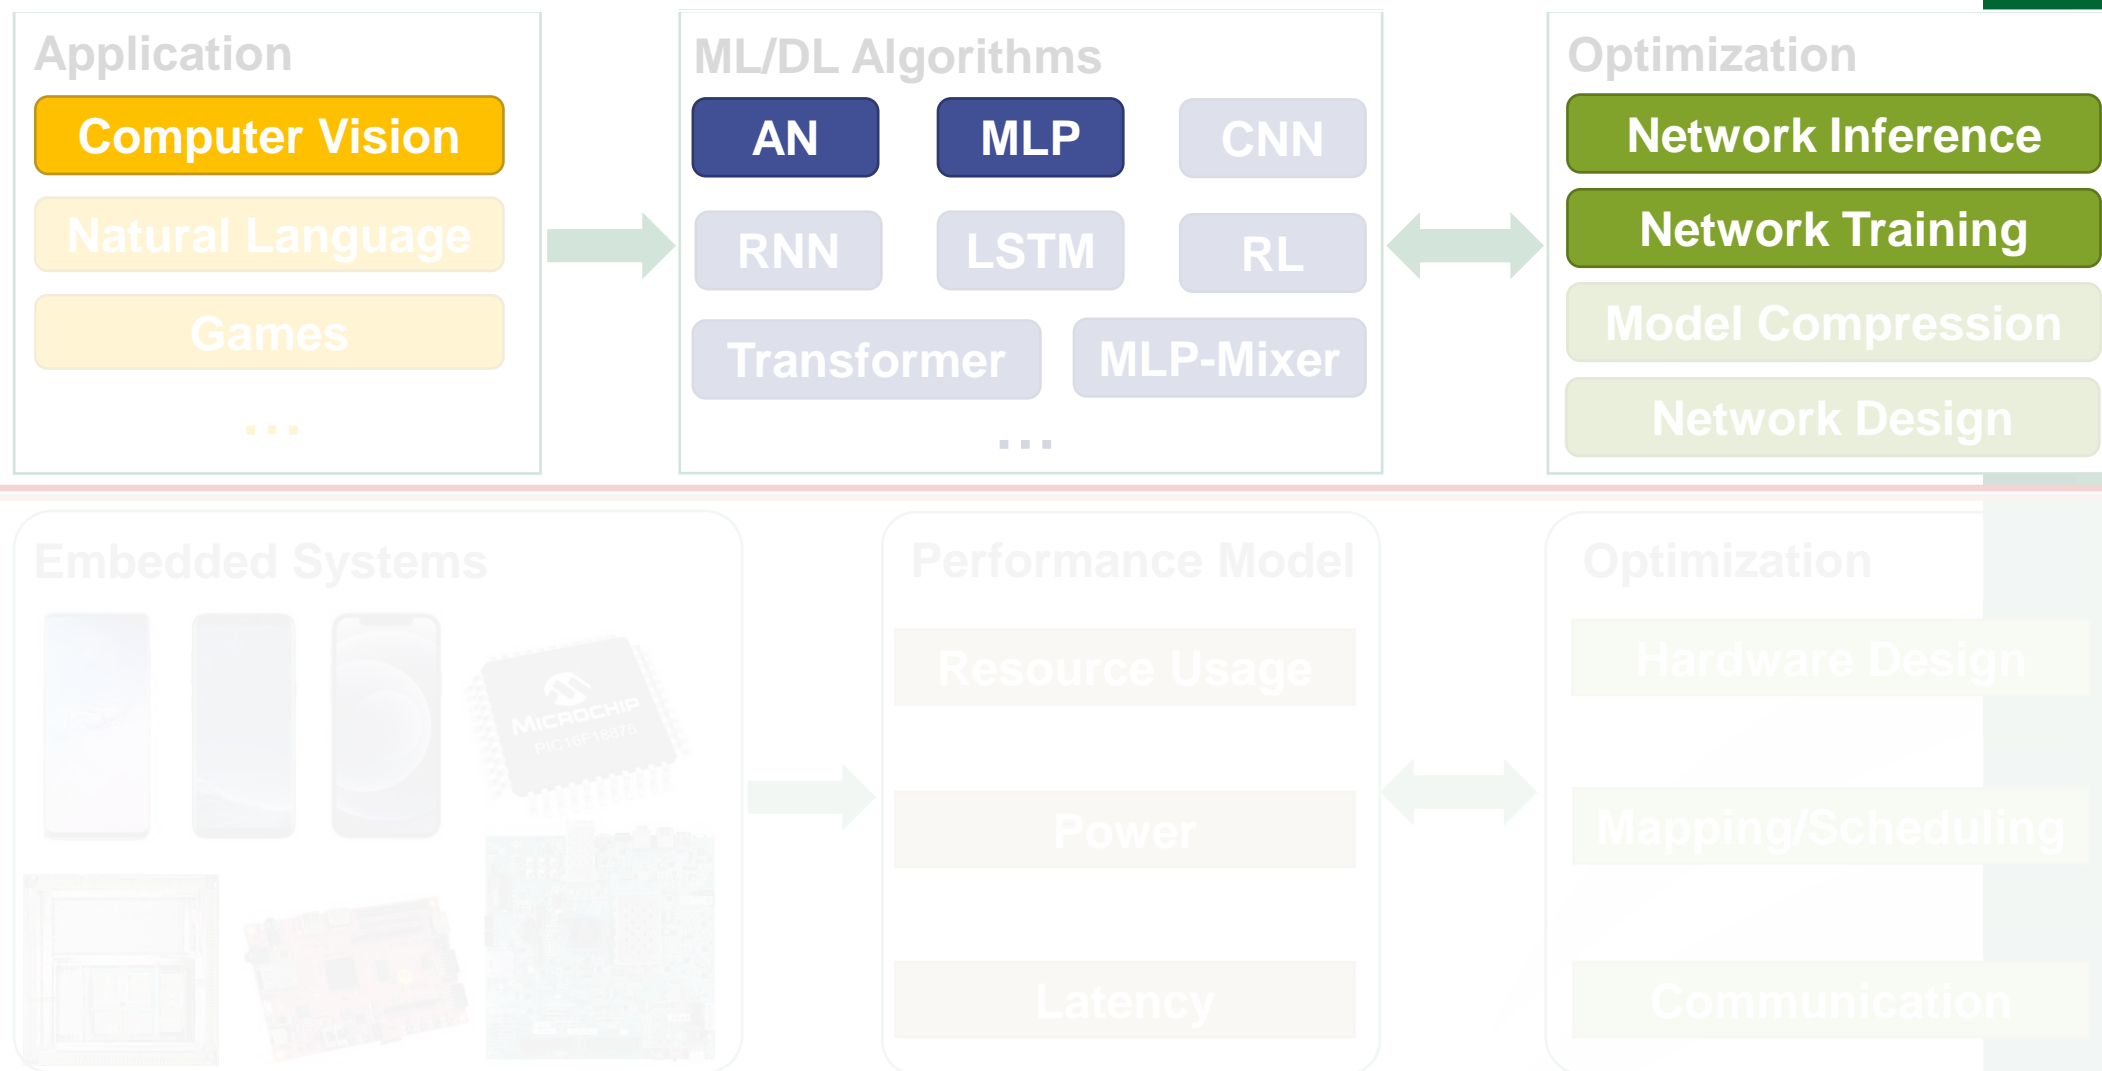 Application
Computer Vision
Natural Language
Games
...
ML/DL Algorithms
AN
MLP
CNN
RNN
LSTM
RL
Transformer
MLP-Mixer
...
Optimization
Network Inference
Network Training
Model Compression
Network Design
Embedded Systems
MICROCHIP
PIC16F18875
Performance Model
Resource Usage
Power
Latency
Optimization
Hardware Design
Mapping/Scheduling
Communication